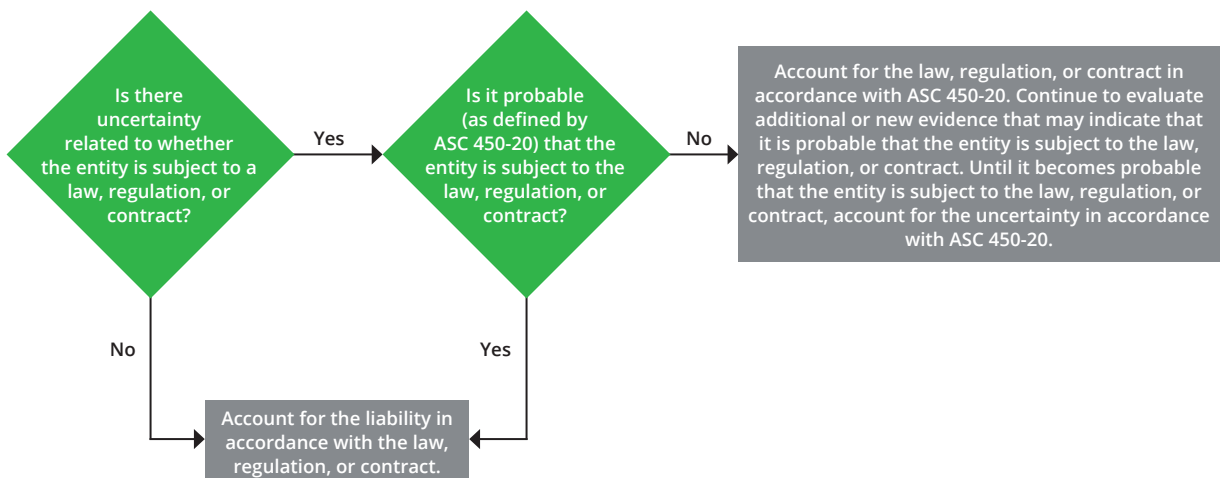 Is there
uncertainty
related to whether
the entity is subject to a
law, regulation, or
contract?
Yes
Is it probable
(as defined by
ASC 450-20) that the
entity is subject to the
law, regulation, or
contract?
No
Account for the law, regulation, or contract in
accordance with ASC 450-20. Continue to evaluate
additional or new evidence that may indicate that
it is probable that the entity is subject to the law,
regulation, or contract. Until it becomes probable
that the entity is subject to the law, regulation, or
contract, account for the uncertainty in accordance
with ASC 450-20.
No
Yes
Account for the liability in
accordance with the law,
regulation, or contract.